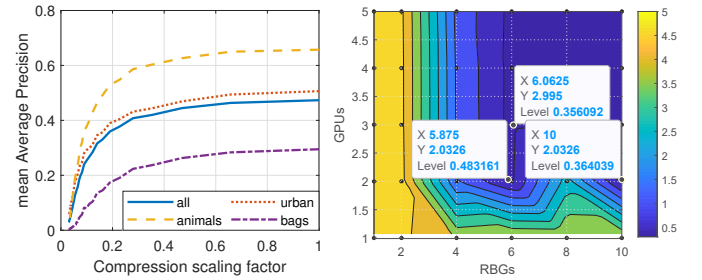 mean Average Precision
0.8
0.6
0.4
0.2
0
0 0.2 0.4 0.6 0.8 1
Compression scaling factor
all urban
animals bags
GPUs
5
4.5
4
3.5
3
2.5
2
1.5
1
2 4 6 8 10
RBGs
X 6.0625
Y 2.995
Level 0.356092
X 5.875
Y 2.0326
Level 0.483161
X 10
Y 2.0326
Level 0.364039
5
4.5
4
3.5
3
2.5
2
1.5
1
0.5